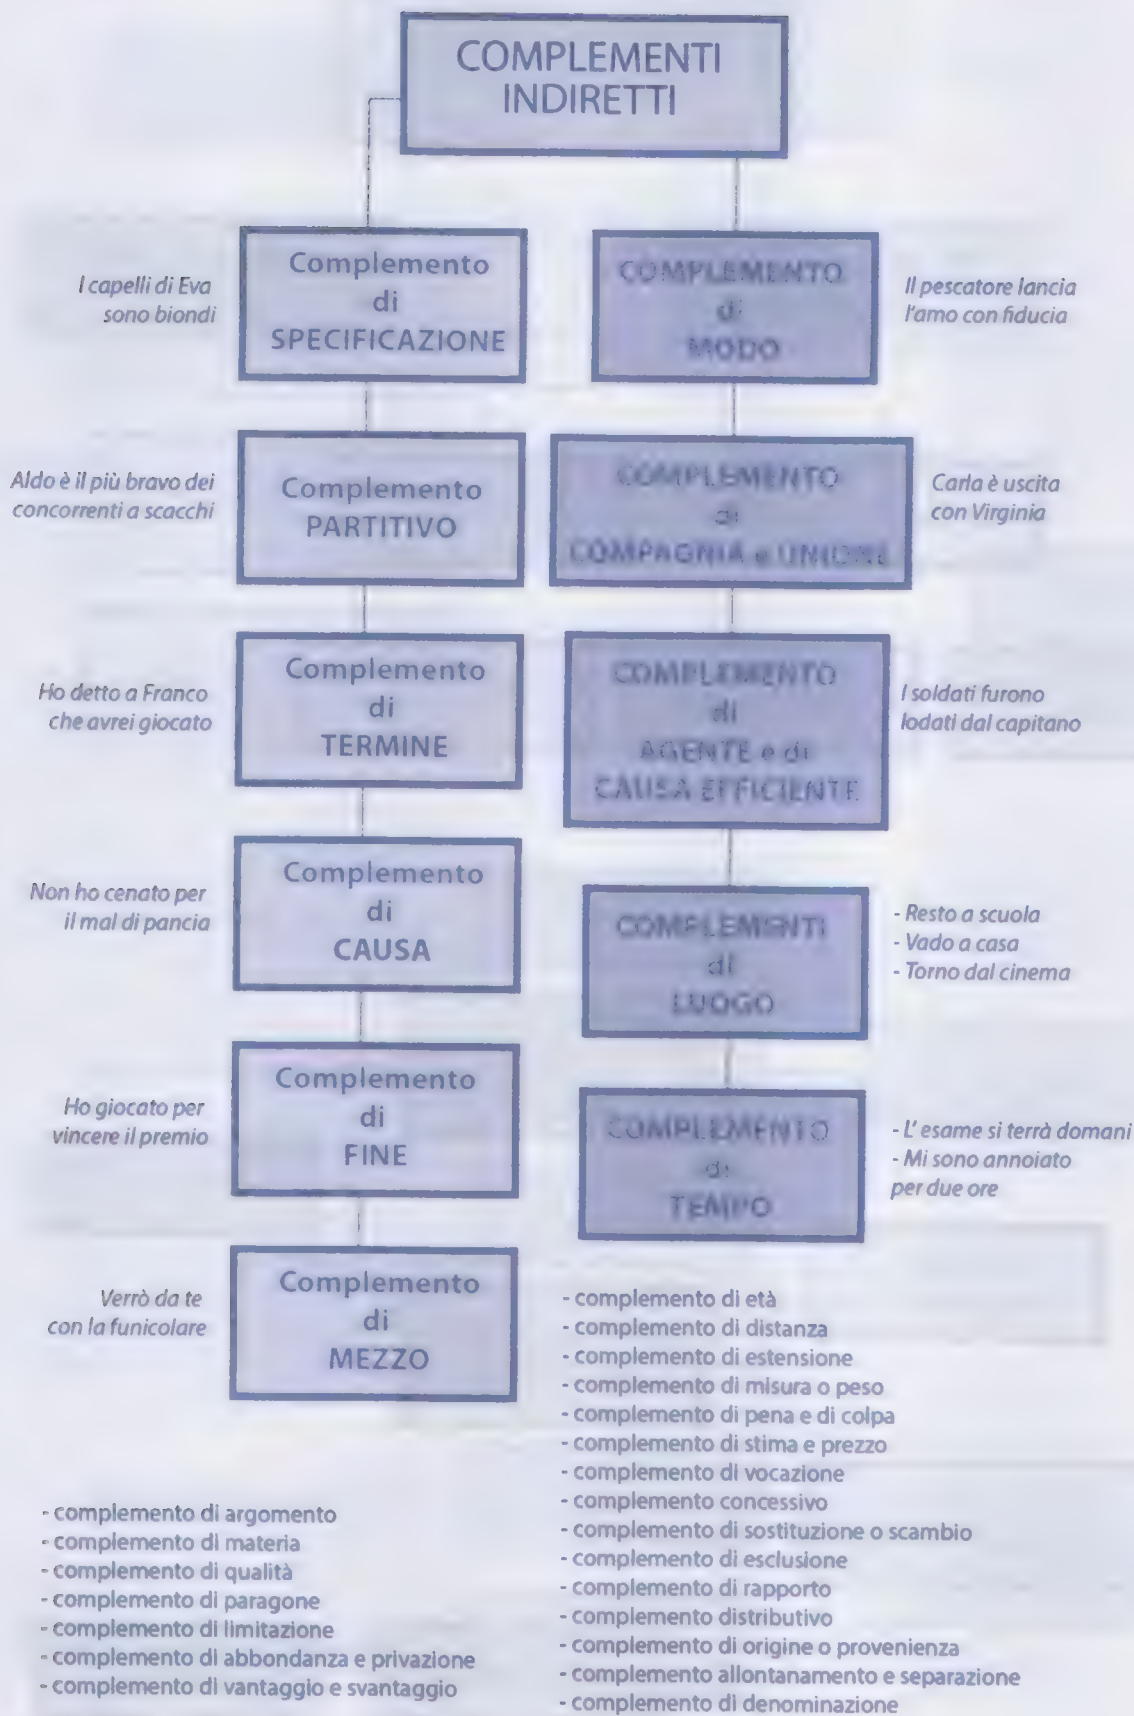 COMPLEMENTI
INDIRETTI
I capelli di Eva
sono biondi
Complemento
di
SPECIFICAZIONE
Aldo è il più bravo dei
concorrenti a scacchi
Complemento
PARTITIVO
Ho detto a Franco
che avrei giocato
Complemento
di
TERMINE
Non ho cenato per
il mal di pancia
Complemento
di
CAUSA
Ho giocato per
vincere il premio
Complemento
di
FINE
Verrò da te
con la funicolare
Complemento
di
MEZZO
- complemento di argomento
- complemento di materia
- complemento di qualità
- complemento di paragone
- complemento di limitazione
- complemento di abbondanza e privazione
- complemento di vantaggio e svantaggio
COMPLEMENTO
di
MODO
Il pescatore lancia
l'amo con fiducia
COMPLEMENTO
di
COMPAGNIA e UNIONE
Carla è uscita
con Virginia
COMPLEMENTO
di
AGENTE e di
CAUSA EFFICIENTE
I soldati furono
lodati dal capitano
COMPLEMENTI
di
LUOGO
- Resto a scuola
- Vado a casa
- Torno dal cinema
COMPLEMENTO
di
TEMPO
- L' esame si terrà domani
- Mi sono annoiato
per due ore
- complemento di età
- complemento di distanza
- complemento di estensione
- complemento di misura o peso
- complemento di pena e di colpa
- complemento di stima e prezzo
- complemento di vocazione
- complemento concessivo
- complemento di sostituzione o scambio
- complemento di esclusione
- complemento di rapporto
- complemento distributivo
- complemento di origine o provenienza
- complemento allontanamento e separazione
- complemento di denominazione